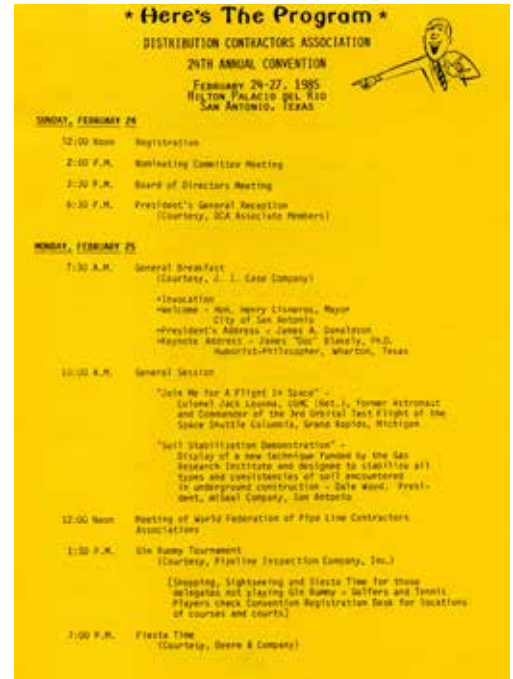 * Here's The Program *
DISTRIBUTION CONTRACTORS ASSOCIATION
24TH ANNUAL CONVENTION
FEBRUARY 24-27, 1985
HILTON PALACIO DEL RIO
SAN ANTONIO, TEXAS
SUNDAY, FEBRUARY 24
12:00 Noon Registration
2:00 P.M. Nominating Committee Meeting
3:30 P.M. Board of Directors Meeting
6:30 P.M. President's General Reception
(Courtesy, DCA Associate Members)
MONDAY, FEBRUARY 25
7:30 A.M. General Breakfast
(Courtesy, J. I. Case Company)
•Invocation
•Welcome - Hon. Henry Cisneros, Mayor
City of San Antonio
•President's Address - James A. Donaldson
•Keynote Address - James "Doc" Blakely, Ph.D.
Humorist-Philosopher, Wharton, Texas
10:00 A.M. General Session
"Join Me for A Flight In Space" -
Colonel Jack Lousma, USMC (Ret.), former Astronaut
and Commander of the 3rd Orbital Test Flight of the
Space Shuttle Columbia, Grand Rapids, Michigan
"Soil Stabilization Demonstration" -
Display of a new technique funded by the Gas
Research Institute and designed to stabilize all
types and consistencies of soil encountered
in underground construction - Dale Wood, Presi-
dent, Company, San Antonio
12:00 Noon Meeting of World Federation of Pipe Line Contractors
Associations
1:30 P.M. Gin Rummy Tournament
(Courtesy, Pipeline Inspection Company, Inc.)
[Shopping, Sightseeing and Siesta Time for those
delegates not playing Gin Rummy - Golfers and Tennis
Players check Convention Registration Desk for locations
of courses and courts]
7:00 P.M. Fiesta Time
(Courtesy, Deere & Company)